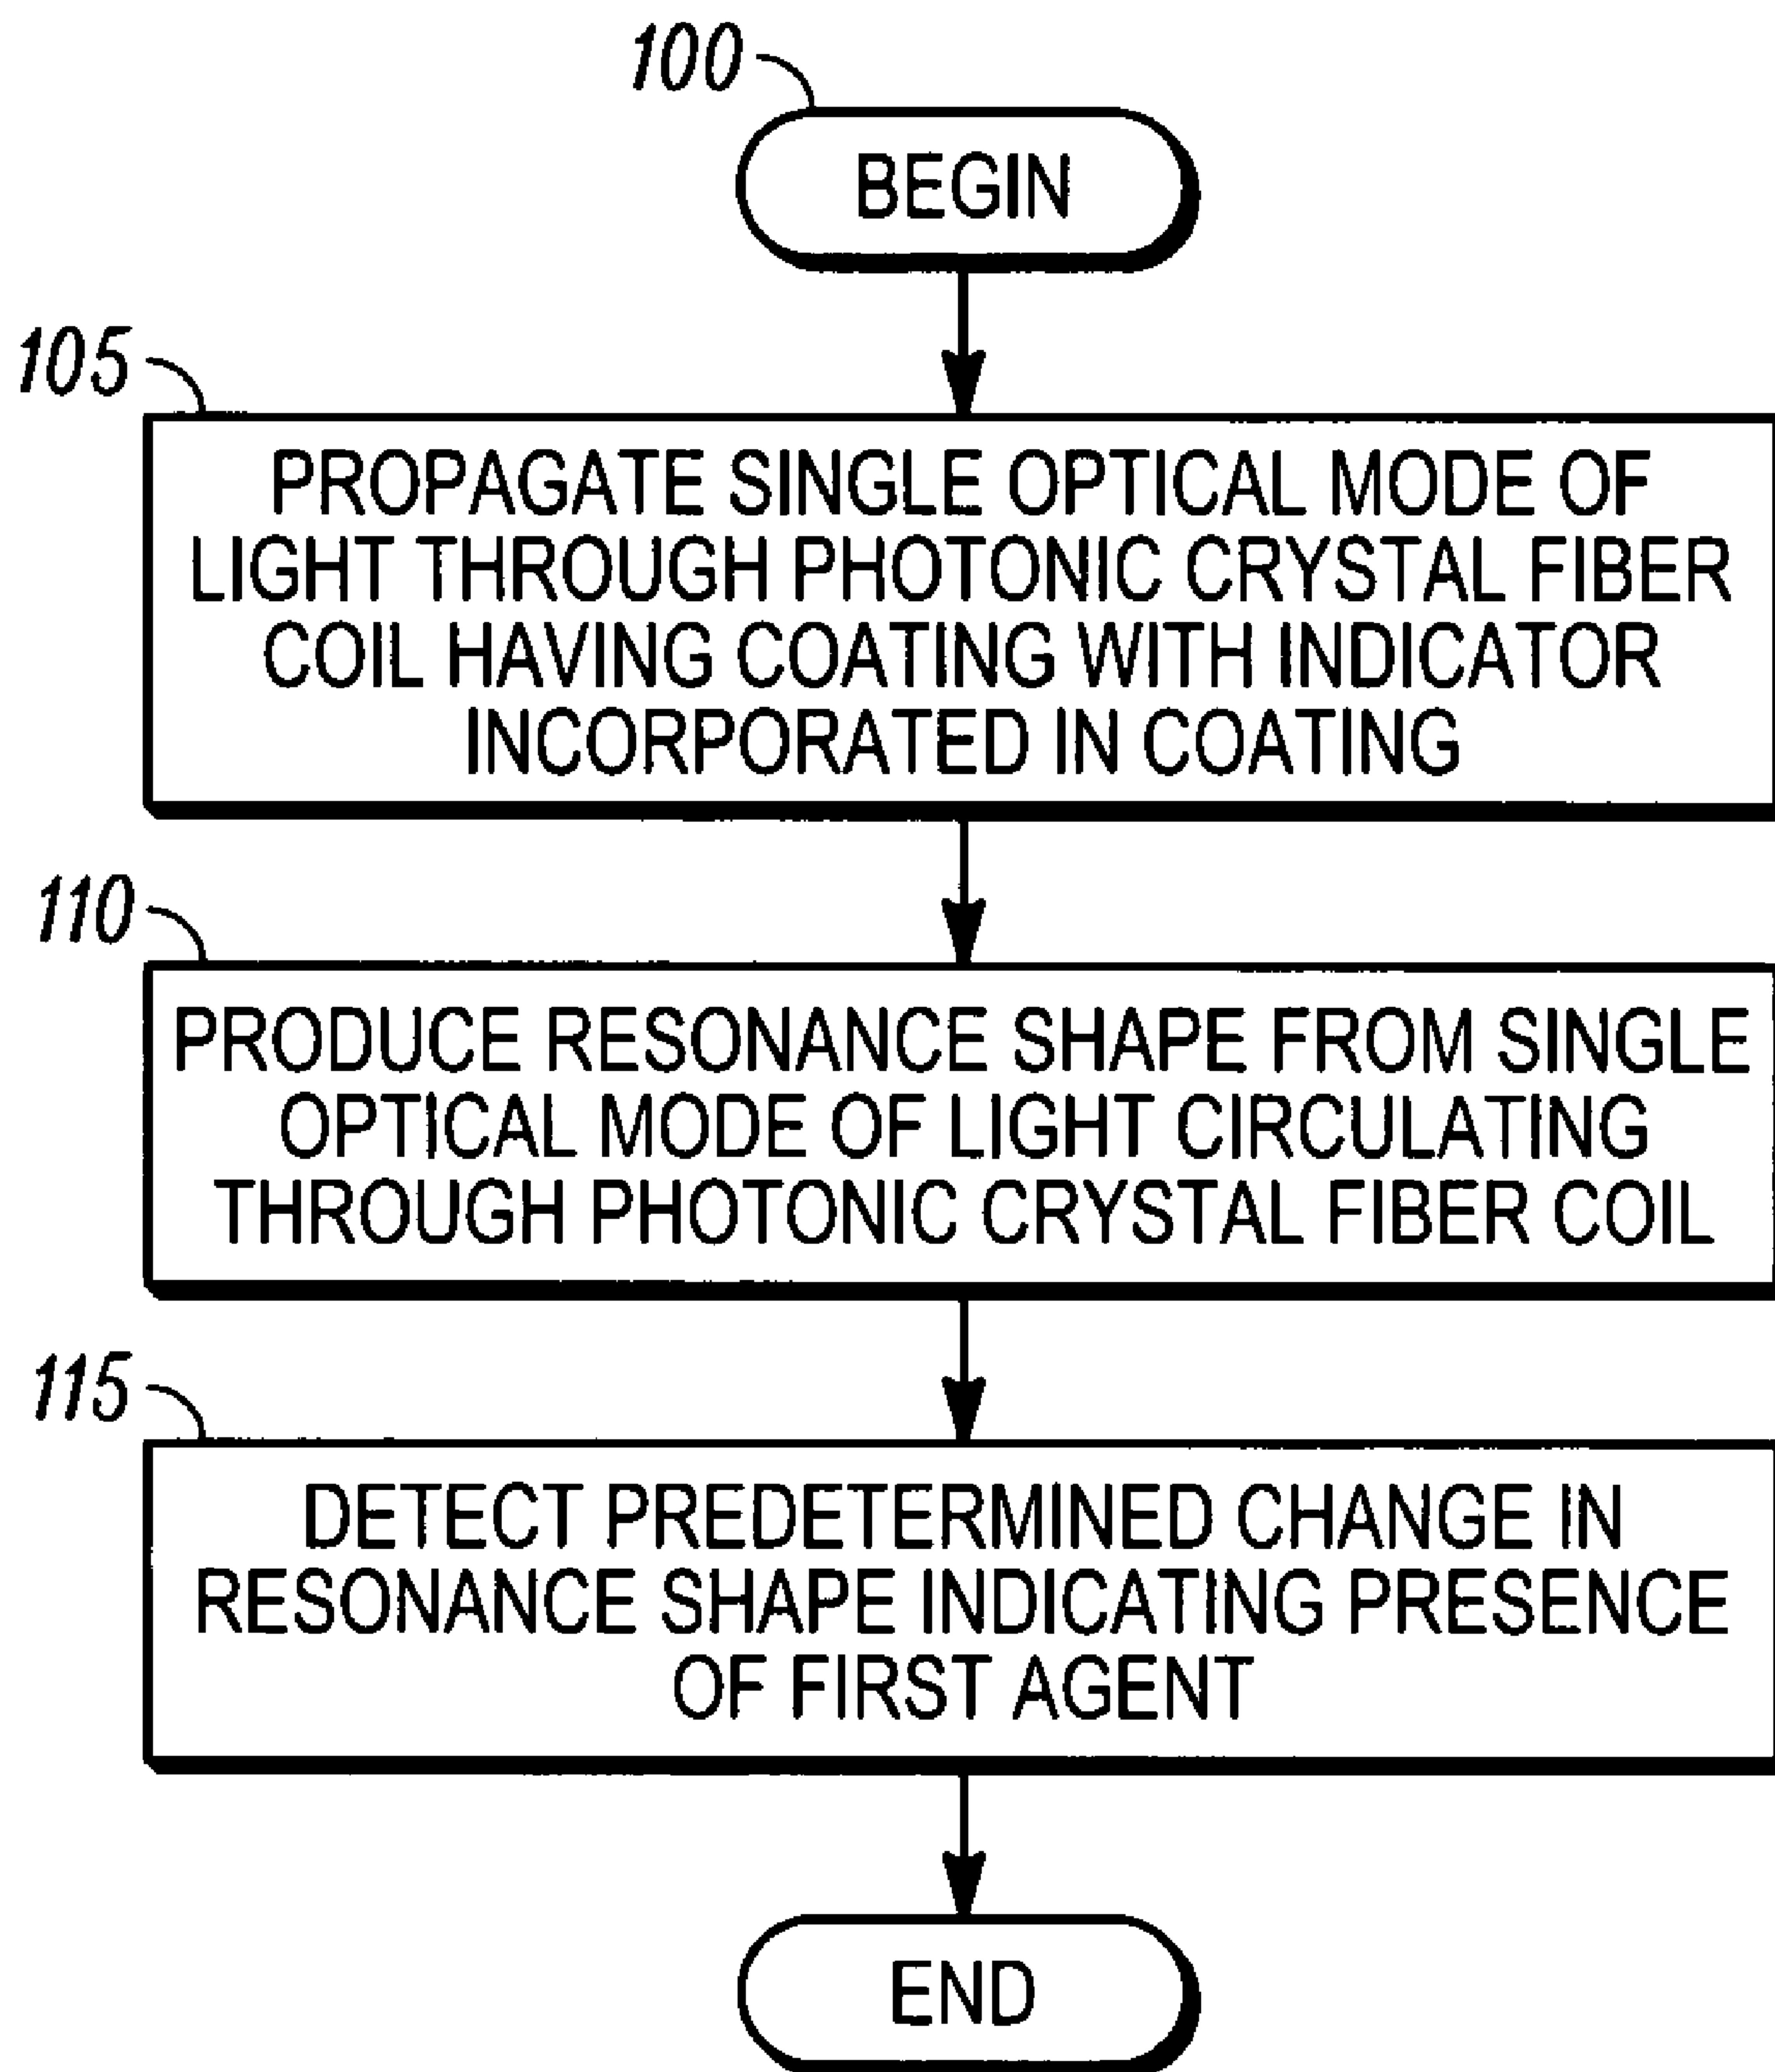 100
BEGIN
105
PROPAGATE SINGLE OPTICAL MODE OF
LIGHT THROUGH PHOTONIC CRYSTAL FIBER
COIL HAVING COATING WITH INDICATOR
INCORPORATED IN COATING
110
PRODUCE RESONANCE SHAPE FROM SINGLE
OPTICAL MODE OF LIGHT CIRCULATING
THROUGH PHOTONIC CRYSTAL FIBER COIL
115
DETECT PREDETERMINED CHANGE IN
RESONANCE SHAPE INDICATING PRESENCE
OF FIRST AGENT
END